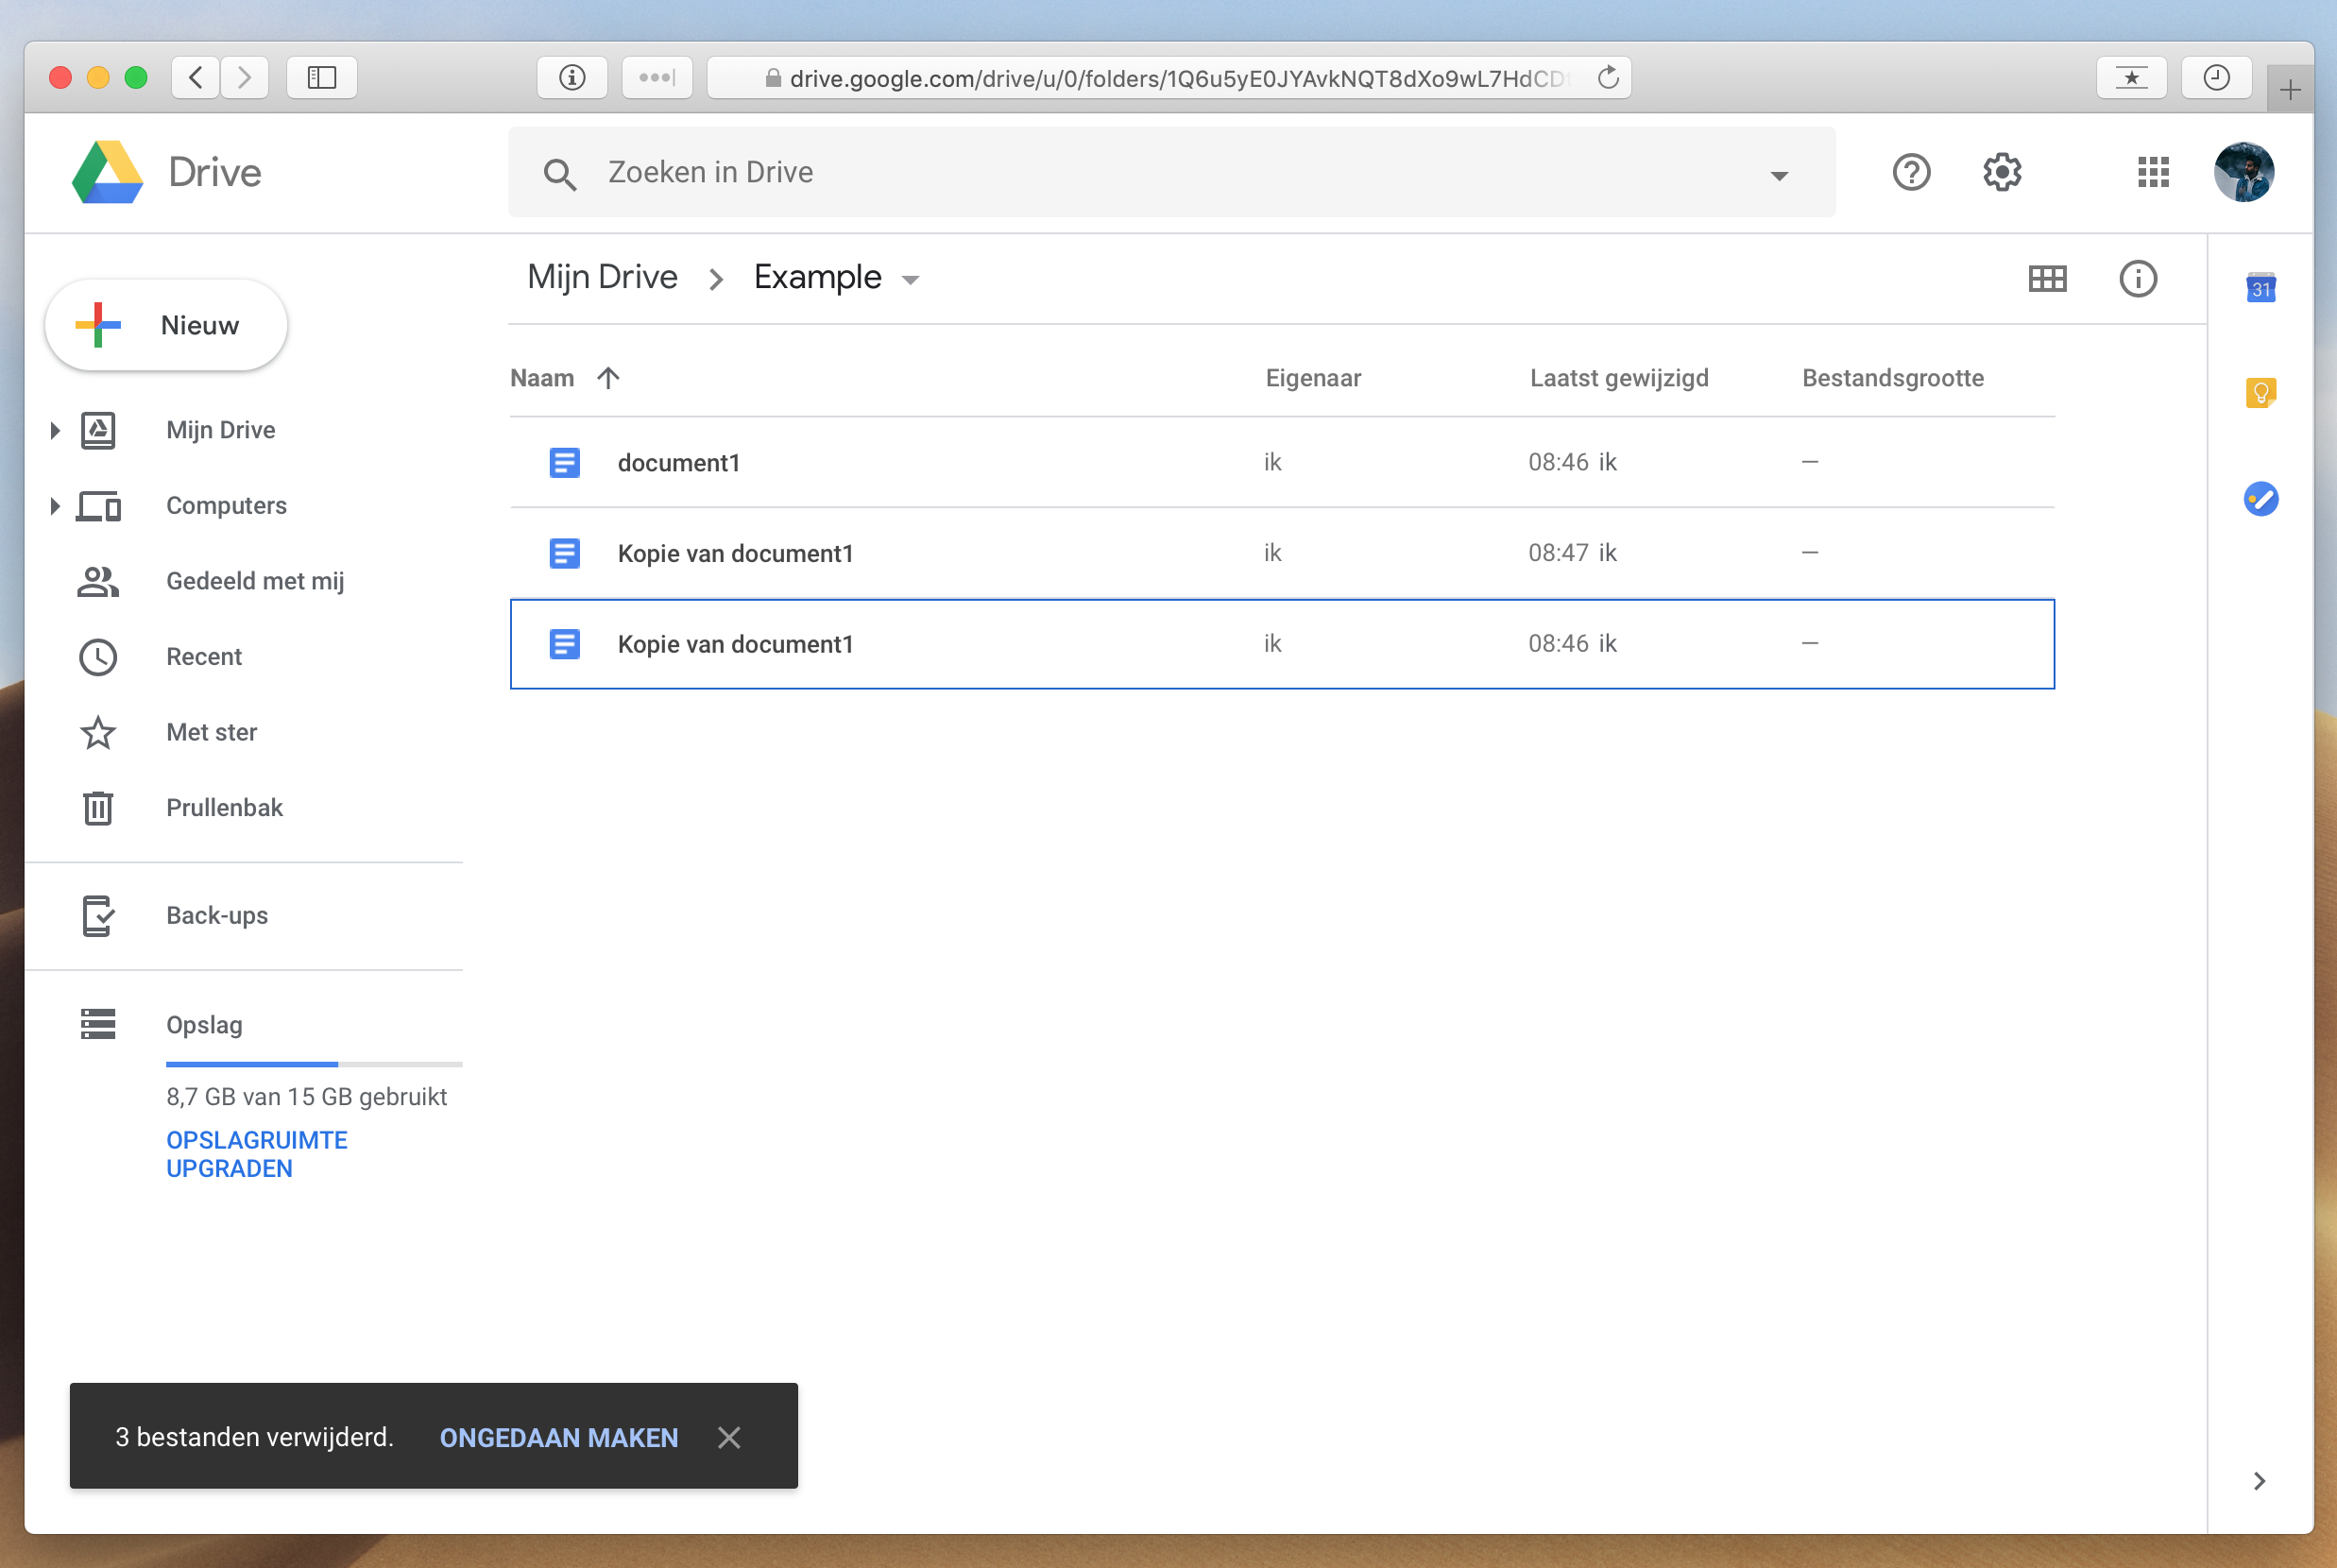 drive.google.com/drive/u/0/folders/1Q6u5yE0JYAvkNQT8dXo9wL7HdCD
Drive
Zoeken in Drive
Mijn Drive > Example
31
Nieuw
Naam Eigenaar Laatst gewijzigd Bestandsgrootte
Mijn Drive
document1 ik 08:46 ik —
Computers
Kopie van document1 ik 08:47 ik —
Gedeeld met mij
Kopie van document1 ik 08:46 ik —
Recent
Met ster
Prullenbak
Back-ups
Opslag
8,7 GB van 15 GB gebruikt
OPSLAGRUIMTE
UPGRADEN
3 bestanden verwijderd. ONGEDAAN MAKEN